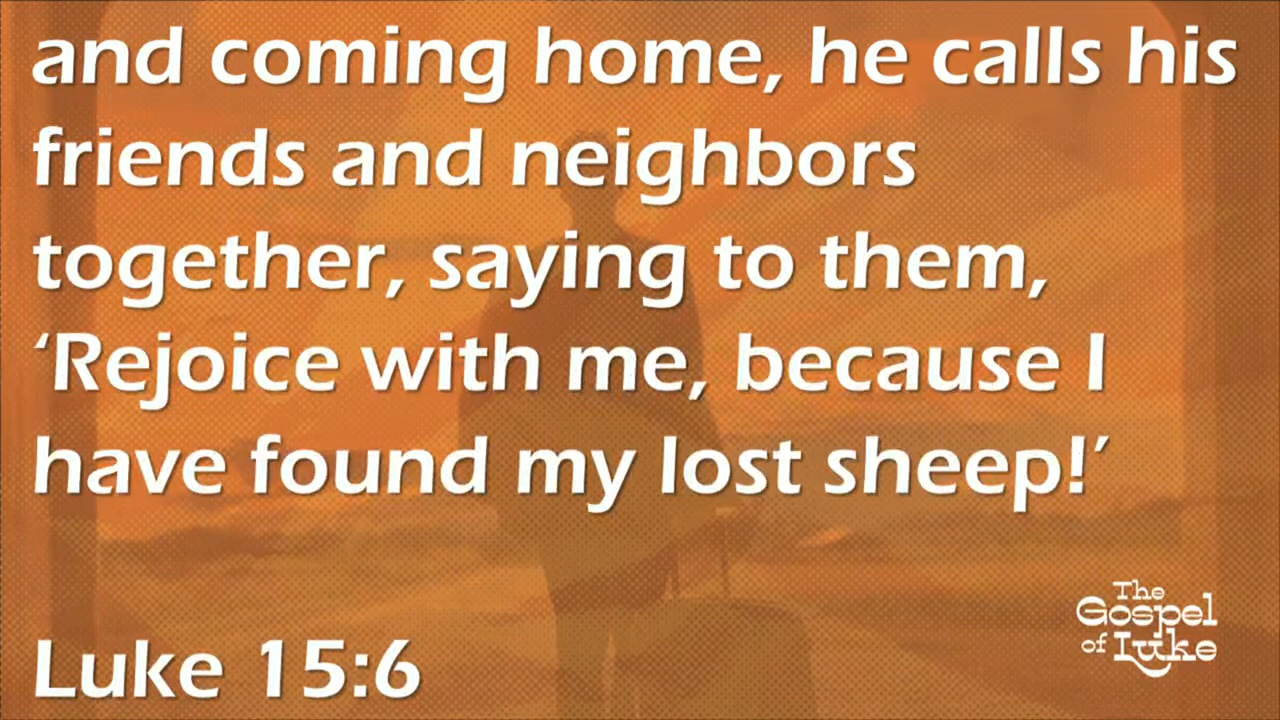 and coming home, he calls his
friends and neighbors
together, saying to them,
‘Rejoice with me, because I
have found my lost sheep!’
Luke 15:6
The
Gospel
of Luke